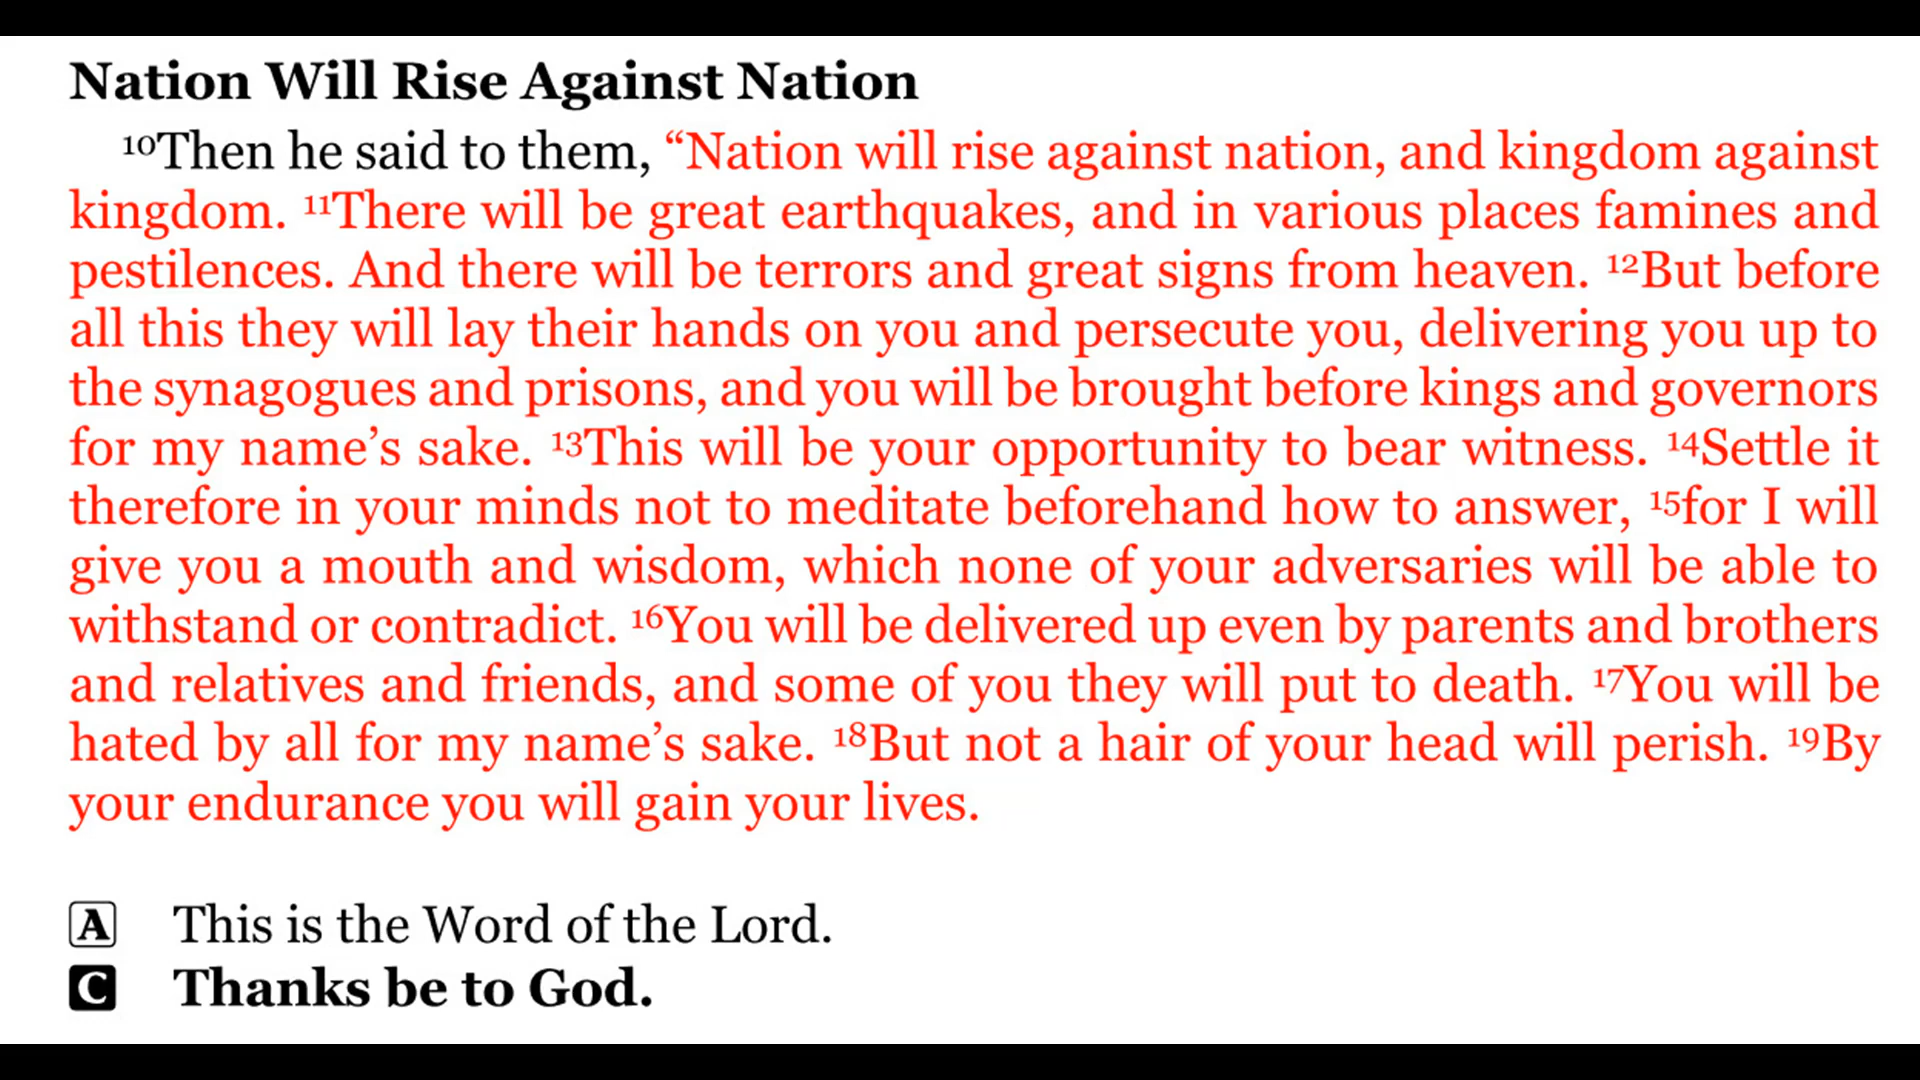 Nation Will Rise Against Nation
10Then he said to them, “Nation will rise against nation, and kingdom against
kingdom. 11There will be great earthquakes, and in various places famines and
pestilences. And there will be terrors and great signs from heaven. 12But before
all this they will lay their hands on you and persecute you, delivering you up to
the synagogues and prisons, and you will be brought before kings and governors
for my name’s sake. 13This will be your opportunity to bear witness. 14Settle it
therefore in your minds not to meditate beforehand how to answer, 15for I will
give you a mouth and wisdom, which none of your adversaries will be able to
withstand or contradict. 16You will be delivered up even by parents and brothers
and relatives and friends, and some of you they will put to death. 17You will be
hated by all for my name’s sake. 18But not a hair of your head will perish. 19By
your endurance you will gain your lives.
A This is the Word of the Lord.
C Thanks be to God.